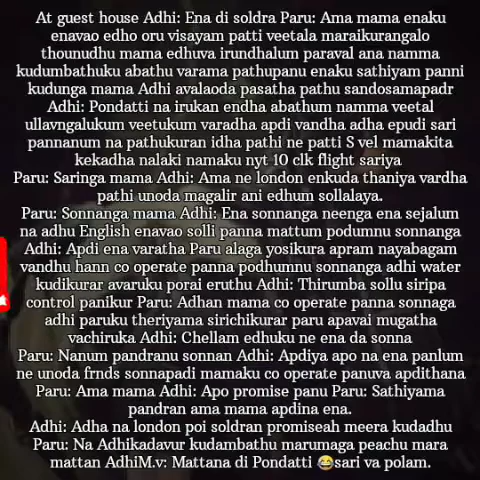 At guest house Adhi: Ena di soldra Paru: Ama mama enaku
enavao edho oru visayam patti veetala maraikurangalo
thounudhu mama edhuva irundhalum paraval ana namma
kudumbathuku abathu varama pathupanu enaku sathiyam panni
kudunga mama Adhi avalaoda pasatha pathu sandosamapadr
Adhi: Pondatti na irukan endha abathum namma veetal
ullavngalukum veetukum varadha apdi vandha adha epudi sari
pannanum na pathukuran idha pathi ne patti S vel mamakita
kekadha nalaki namaku nyt 10 clk flight sariya
Paru: Saringa mama Adhi: Ama ne london enkuda thaniya vardha
pathi unoda magalir ani edhum sollalaya.
Paru: Sonnanga mama Adhi: Ena sonnanga neenga ena sejalum
na adhu English enavao solli panna mattum podumnu sonnanga
Adhi: Apdi ena varatha Paru alaga yosikura apram nayabagam
vandhu hann co operate panna podhumnu sonnanga adhi water
kudikurar avaruku porai eruthu Adhi: Thirumba sollu siripa
control panikur Paru: Adhan mama co operate panna sonnaga
adhi paruku theriyama sirichikurar paru apavai mugatha
vachiruka Adhi: Chellam edhuku ne ena da sonna
Paru: Nanum pandranu sonnan Adhi: Apdiya apo na ena panlum
ne unoda frnds sonnapadi mamaku co operate panuva apdithana
Paru: Ama mama Adhi: Apo promise panu Paru: Sathiyama
pandran ama mama apdina ena.
Adhi: Adha na london poi soldran promiseah meera kudadhu
Paru: Na Adhikadavur kudambathu marumaga peachu mara
mattan AdhiM.v: Mattana di Pondatti 😂sari va polam.